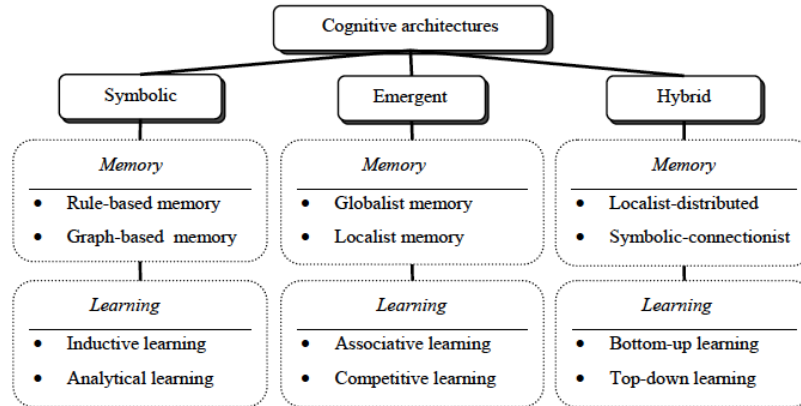 Cognitive architectures
Symbolic
Emergent
Hybrid
Memory
• Rule-based memory
• Graph-based memory
Memory
• Globalist memory
• Localist memory
Memory
• Localist-distributed
• Symbolic-connectionist
Learning
• Inductive learning
• Analytical learning
Learning
• Associative learning
• Competitive learning
Learning
• Bottom-up learning
• Top-down learning